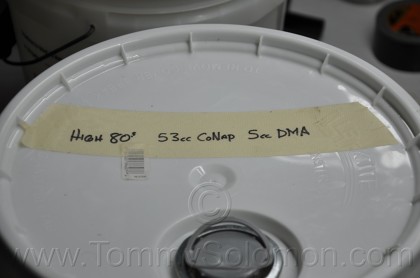 HIGH 80's 53cc CoNAP 5cc DMA
©
www.TommySolomon.com